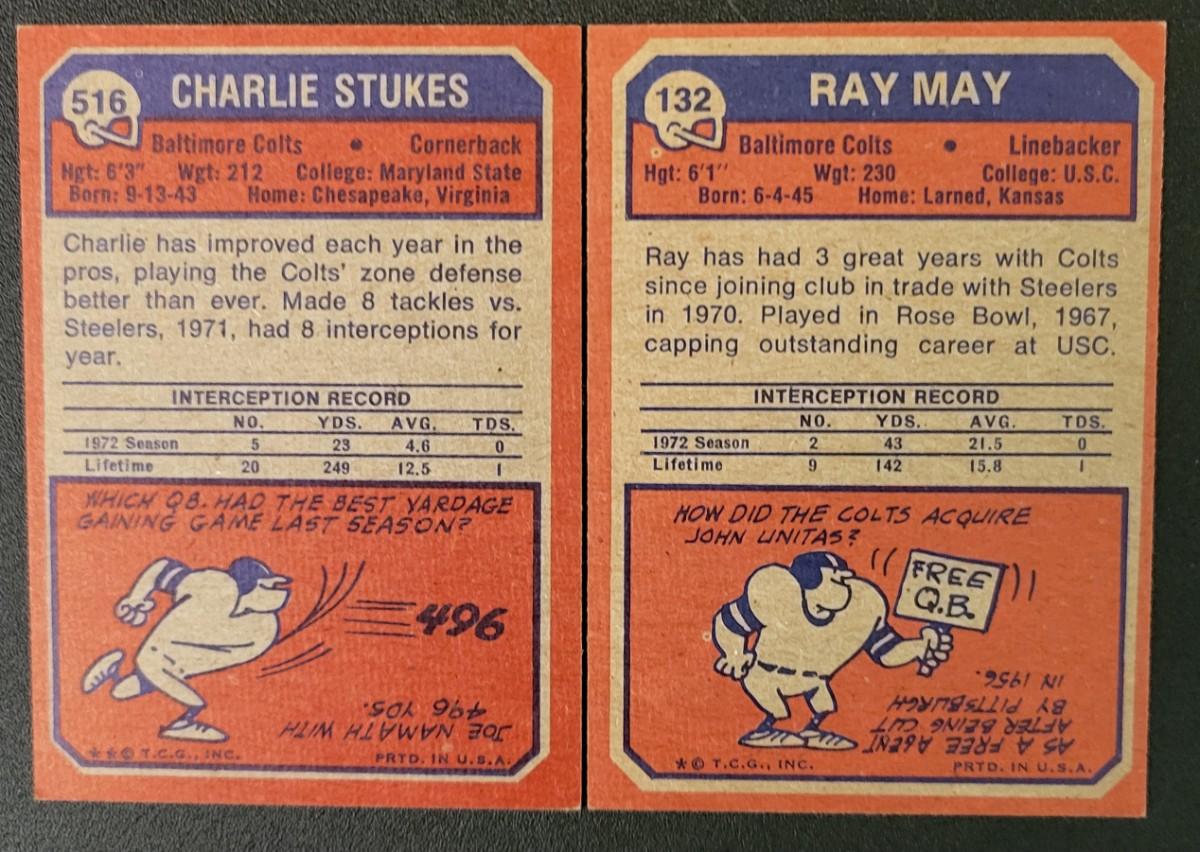 516
CHARLIE STUKES
Baltimore Colts • Cornerback
Hgt: 6'3" Wgt: 212 College: Maryland State
Born: 9-13-43 Home: Chesapeake, Virginia
Charlie has improved each year in the
pros, playing the Colts' zone defense
better than ever. Made 8 tackles vs.
Steelers, 1971, had 8 interceptions for
year.
INTERCEPTION RECORD
NO. YDS. AVG. TDS.
1972 Season 5 23 4.6 0
Lifetime 20 249 12.5 1
WHICH Q.B. HAD THE BEST YARDAGE
GAINING GAME LAST SEASON?
496
JOE NAMATH WITH
496 YDS.
**© T.C.G., INC. PRTD. IN U.S.A.
132
RAY MAY
Baltimore Colts • Linebacker
Hgt: 6'1" Wgt: 230 College: U.S.C.
Born: 6-4-45 Home: Larned, Kansas
Ray has had 3 great years with Colts
since joining club in trade with Steelers
in 1970. Played in Rose Bowl, 1967,
capping outstanding career at USC.
INTERCEPTION RECORD
NO. YDS. AVG. TDS.
1972 Season 2 43 21.5 0
Lifetime 9 142 15.8 1
HOW DID THE COLTS ACQUIRE
JOHN UNITAS?
FREE
Q.B.
AS A FREE AGENT
AFTER BEING CUT
BY PITTSBURGH
IN 1956.
*© T.C.G., INC. PRTD. IN U.S.A.